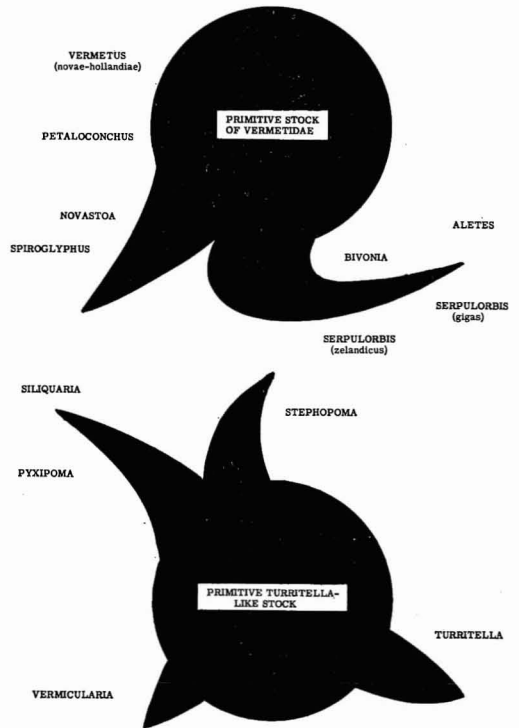 VERMETUS
(novae-hollandiae)
PRIMITIVE STOCK
OF VERMETIDAE
PETALOCONCHUS
NOVASTOA
SPIROGLYPHUS
ALETES
BIVONIA
SERPULORBIS
(gigas)
SERPULORBIS
(zelandicus)
SILIQUARIA
STEPHOPOMA
PYXIPOMA
PRIMITIVE TURRITELLA-
LIKE STOCK
TURRITELLA
VERMICULARIA